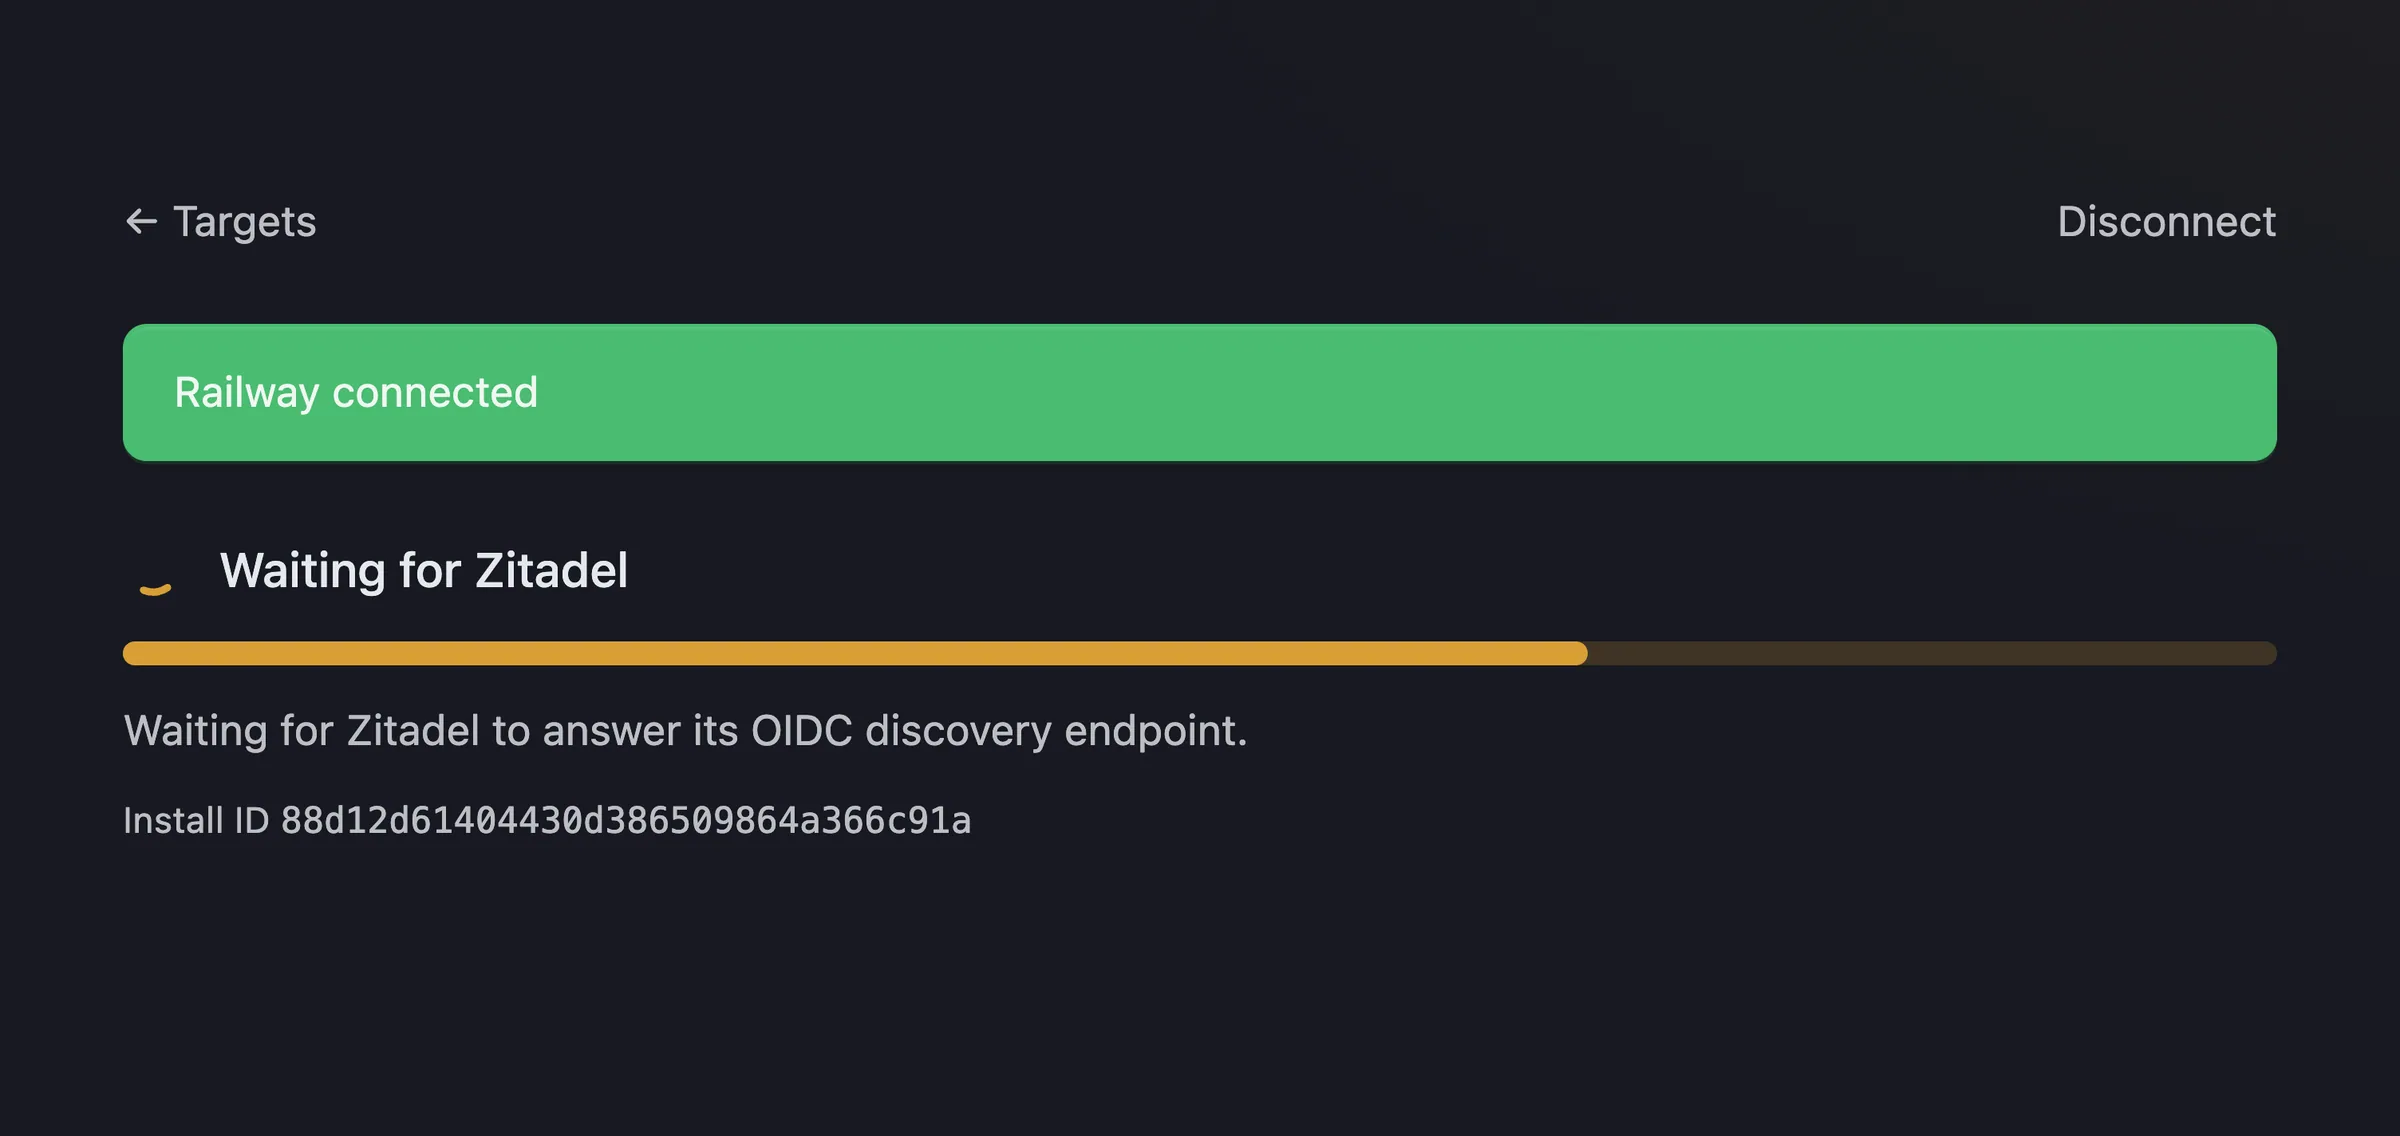 ← Targets
Disconnect
Railway connected
Waiting for Zitadel
Waiting for Zitadel to answer its OIDC discovery endpoint.
Install ID 88d12d61404430d386509864a366c91a